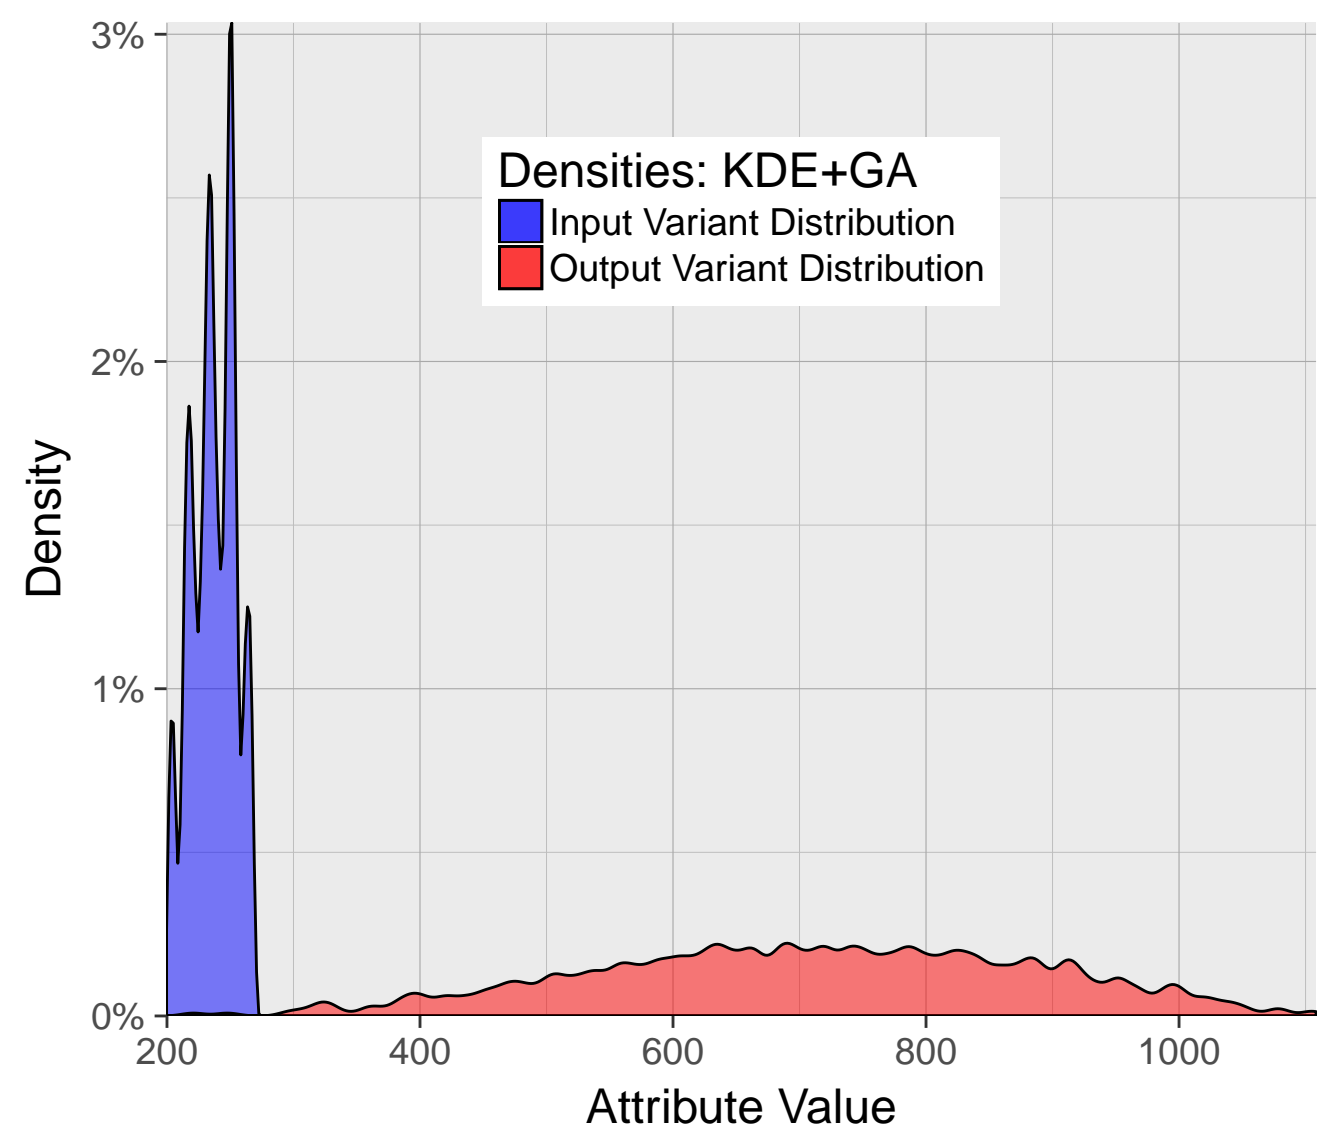 3%
2%
1%
0%
Density
Densities: KDE+GA
Input Variant Distribution
Output Variant Distribution
200 400 600 800 1000
Attribute Value